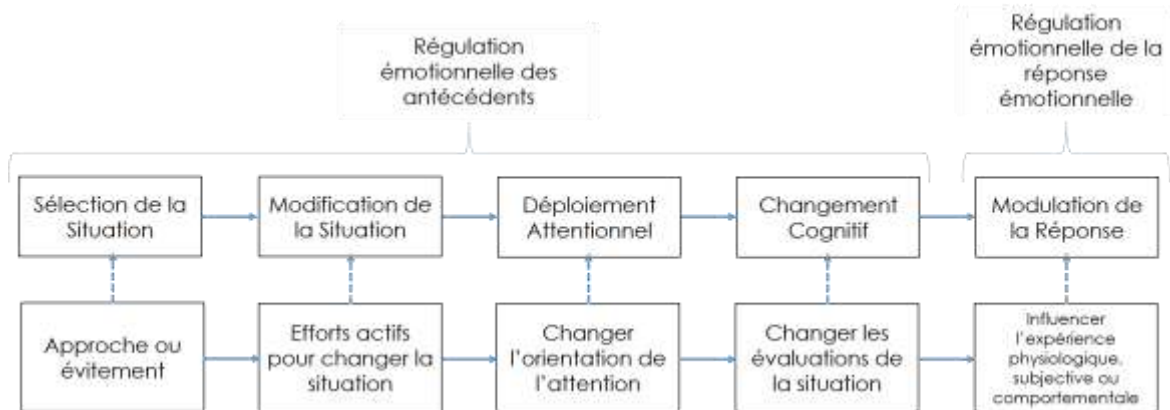 Régulation
émotionnelle des
antécédents
Régulation
émotionnelle de la
réponse
émotionnelle
Sélection de la
Situation
Modification de
la Situation
Déploiement
Attentionnel
Changement
Cognitif
Modulation de
la Réponse
Approche ou
évitement
Efforts actifs
pour changer la
situation
Changer
l'orientation de
l'attention
Changer les
évaluations de
la situation
Influencer
l'expérience
physiologique,
subjective ou
comportementale